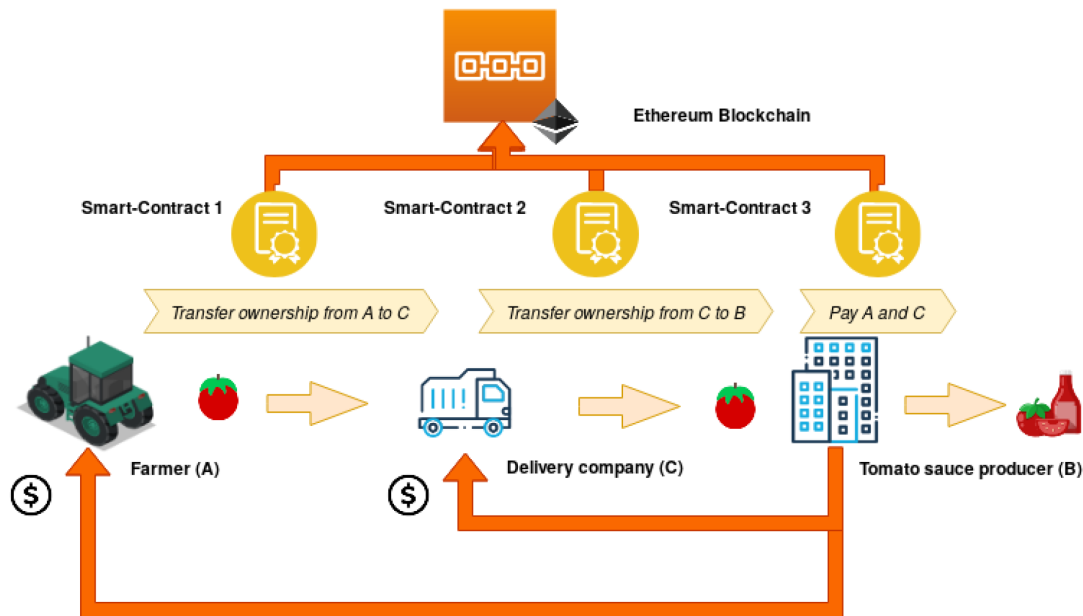 Ethereum Blockchain
Smart-Contract 1
Smart-Contract 2
Smart-Contract 3
Transfer ownership from A to C
Transfer ownership from C to B
Pay A and C
Farmer (A)
Delivery company (C)
Tomato sauce producer (B)
$
$